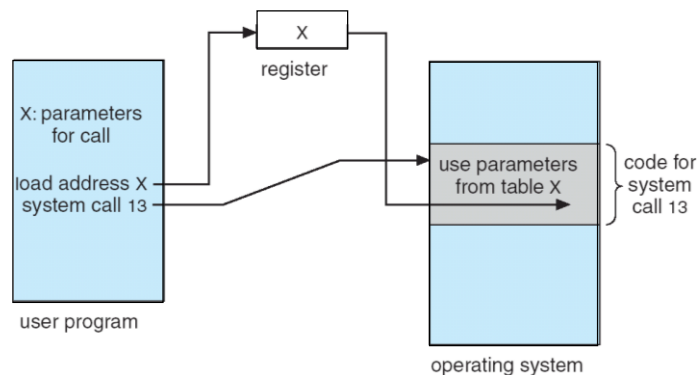 X
register
X: parameters
for call
load address X
system call 13
user program
use parameters
from table X
code for
system
call 13
operating system